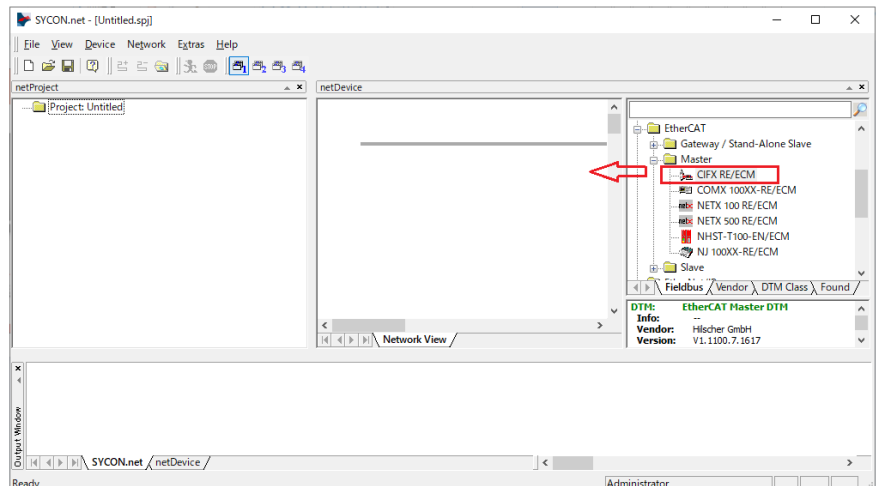 SYCON.net - [Untitled.spj]
File View Device Network Extras Help
netProject
netDevice
Project: Untitled
EtherCAT
Gateway / Stand-Alone Slave
Master
CIFX RE/ECM
COMX 100XX-RE/ECM
NETX 100 RE/ECM
NETX 500 RE/ECM
NHST-T100-EN/ECM
NJ 100XX-RE/ECM
Slave
Fieldbus Vendor DTM Class Found
DTM: EtherCAT Master DTM
Info: --
Vendor: Hilscher GmbH
Version: V1.1100.7.1617
Network View
Output Window
SYCON.net netDevice
Ready
Administrator